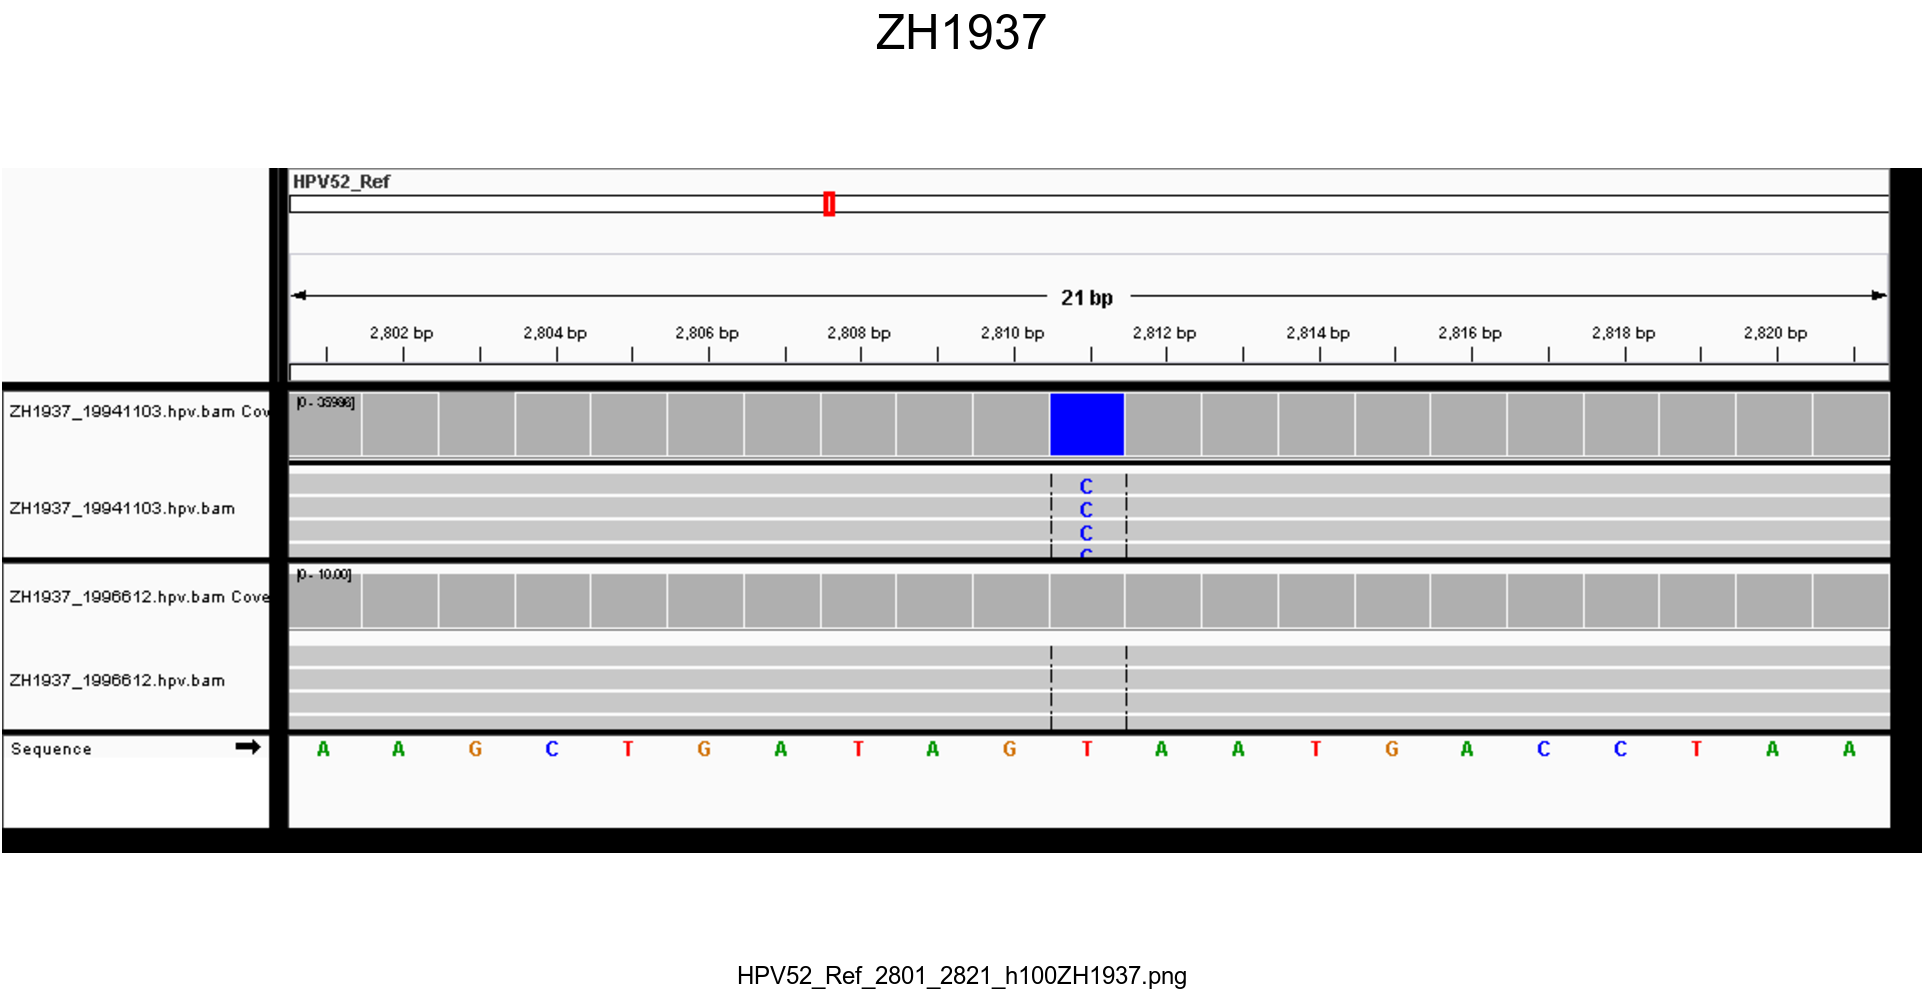 ZH1937
HPV52_Ref
21 bp
2,802 bp 2,804 bp 2,806 bp 2,808 bp 2,810 bp 2,812 bp 2,814 bp 2,816 bp 2,818 bp 2,820 bp
ZH1937_19941103.hpv.bam Cov
[0 - 35996]
C
ZH1937_19941103.hpv.bam
C
C
C
[0 - 10.00]
ZH1937_1996612.hpv.bam Cove
ZH1937_1996612.hpv.bam
Sequence A A G C T G A T A G T A A T G A C C T A A
HPV52_Ref_2801_2821_h100ZH1937.png